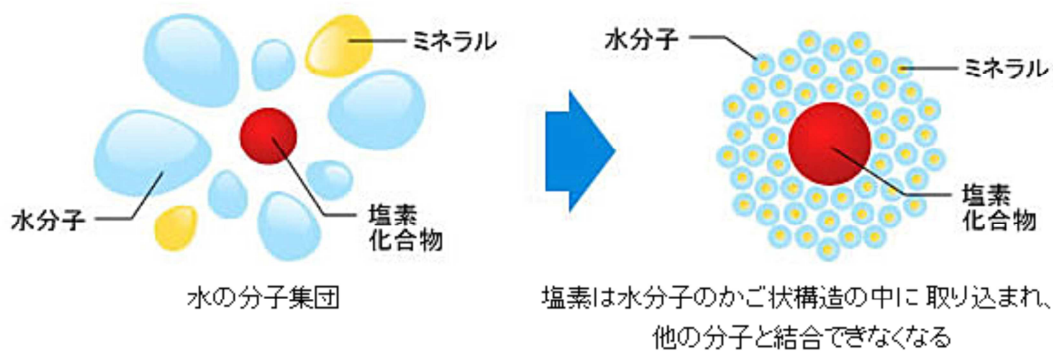 ミネラル
水分子
塩素
化合物
水の分子集団
水分子
ミネラル
塩素
化合物
塩素は水分子のかご状構造の中に取り込まれ、
他の分子と結合できなくなる